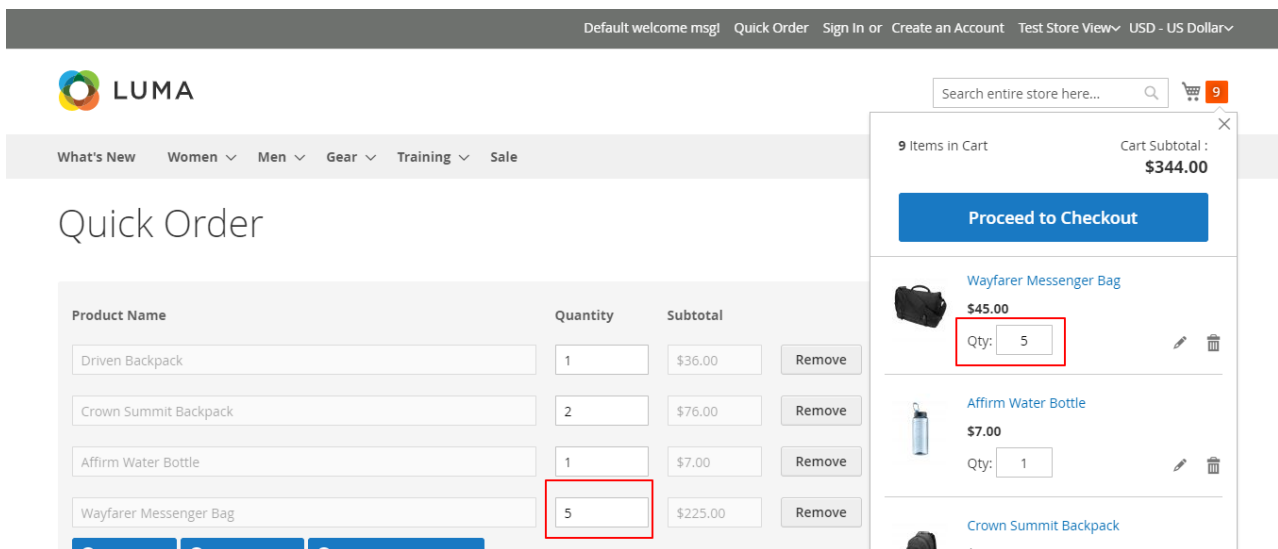 Default welcome msg! Quick Order Sign In or Create an Account Test Store View USD - US Dollar
LUMA
Search entire store here...
9
What's New Women Men Gear Training Sale
9 Items in Cart
Cart Subtotal :
$344.00
Proceed to Checkout
Quick Order
Product Name Quantity Subtotal
Driven Backpack 1 $36.00 Remove
Crown Summit Backpack 2 $76.00 Remove
Affirm Water Bottle 1 $7.00 Remove
Wayfarer Messenger Bag 5 $225.00 Remove
Wayfarer Messenger Bag
$45.00
Qty: 5
Affirm Water Bottle
$7.00
Qty: 1
Crown Summit Backpack